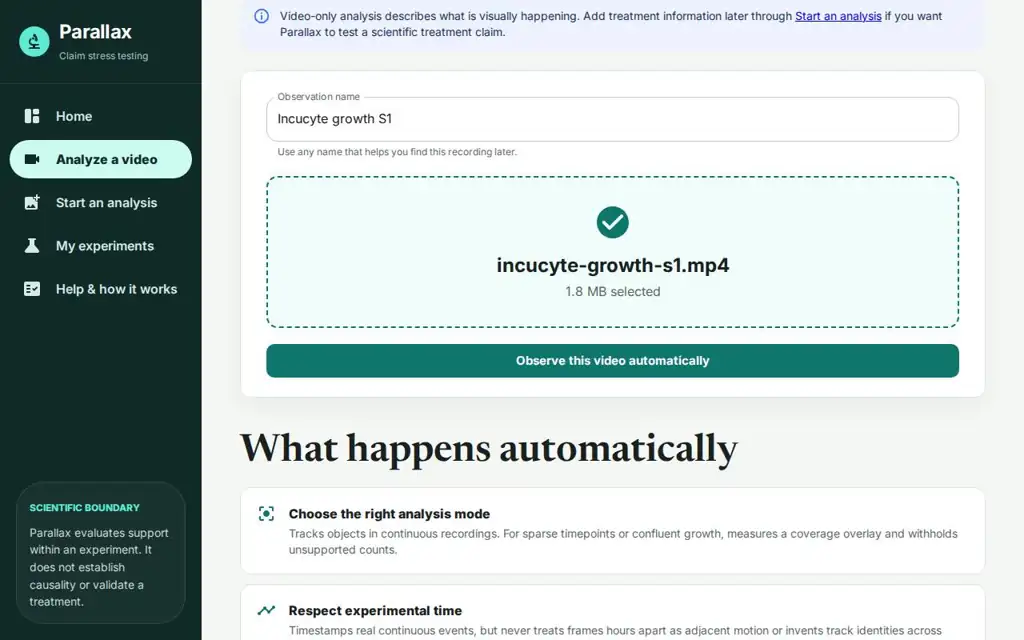 Parallax
Claim stress testing
Home
Analyze a video
Start an analysis
My experiments
Help & how it works
SCIENTIFIC BOUNDARY
Parallax evaluates support
within an experiment. It
does not establish
causality or validate a
treatment.
Video-only analysis describes what is visually happening. Add treatment information later through Start an analysis if you want
Parallax to test a scientific treatment claim.
Observation name
Incucyte growth S1
Use any name that helps you find this recording later.
incucyte-growth-s1.mp4
1.8 MB selected
Observe this video automatically
What happens automatically
Choose the right analysis mode
Tracks objects in continuous recordings. For sparse timepoints or confluent growth, measures a coverage overlay and withholds
unsupported counts.
Respect experimental time
Timestamps real continuous events, but never treats frames hours apart as adjacent motion or invents track identities across